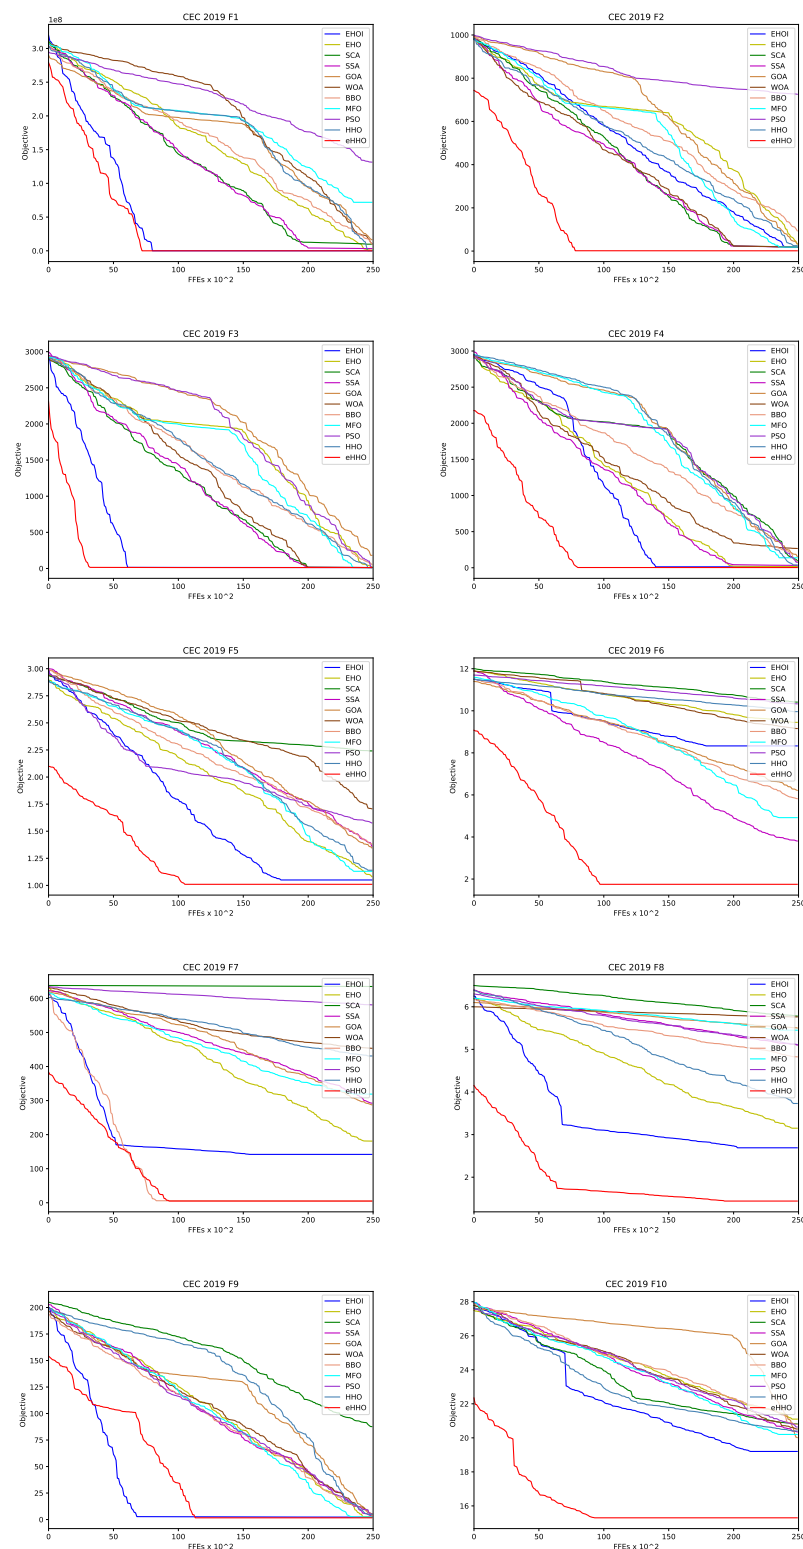 CEC 2019 F1
1e8
3.0
2.5
2.0
1.5
1.0
0.5
0.0
Objective
0 50 100 150 200 250
FFEs x 10^2
EHOI
EHO
SCA
SSA
GOA
WOA
BBO
MFO
PSO
HHO
eHHO
CEC 2019 F2
1000
800
600
400
200
0
Objective
0 50 100 150 200 250
FFEs x 10^2
EHOI
EHO
SCA
SSA
GOA
WOA
BBO
MFO
PSO
HHO
eHHO
CEC 2019 F3
3000
2500
2000
1500
1000
500
0
Objective
0 50 100 150 200 250
FFEs x 10^2
EHOI
EHO
SCA
SSA
GOA
WOA
BBO
MFO
PSO
HHO
eHHO
CEC 2019 F4
3000
2500
2000
1500
1000
500
0
Objective
0 50 100 150 200 250
FFEs x 10^2
EHOI
EHO
SCA
SSA
GOA
WOA
BBO
MFO
PSO
HHO
eHHO
CEC 2019 F5
3.00
2.75
2.50
2.25
2.00
1.75
1.50
1.25
1.00
Objective
0 50 100 150 200 250
FFEs x 10^2
EHOI
EHO
SCA
SSA
GOA
WOA
BBO
MFO
PSO
HHO
eHHO
CEC 2019 F6
12
10
8
6
4
2
Objective
0 50 100 150 200 250
FFEs x 10^2
EHOI
EHO
SCA
SSA
GOA
WOA
BBO
MFO
PSO
HHO
eHHO
CEC 2019 F7
600
500
400
300
200
100
0
Objective
0 50 100 150 200 250
FFEs x 10^2
EHOI
EHO
SCA
SSA
GOA
WOA
BBO
MFO
PSO
HHO
eHHO
CEC 2019 F8
6
5
4
3
2
Objective
0 50 100 150 200 250
FFEs x 10^2
EHOI
EHO
SCA
SSA
GOA
WOA
BBO
MFO
PSO
HHO
eHHO
CEC 2019 F9
200
175
150
125
100
75
50
25
0
Objective
0 50 100 150 200 250
FFEs x 10^2
EHOI
EHO
SCA
SSA
GOA
WOA
BBO
MFO
PSO
HHO
eHHO
CEC 2019 F10
28
26
24
22
20
18
16
Objective
0 50 100 150 200 250
FFEs x 10^2
EHOI
EHO
SCA
SSA
GOA
WOA
BBO
MFO
PSO
HHO
eHHO